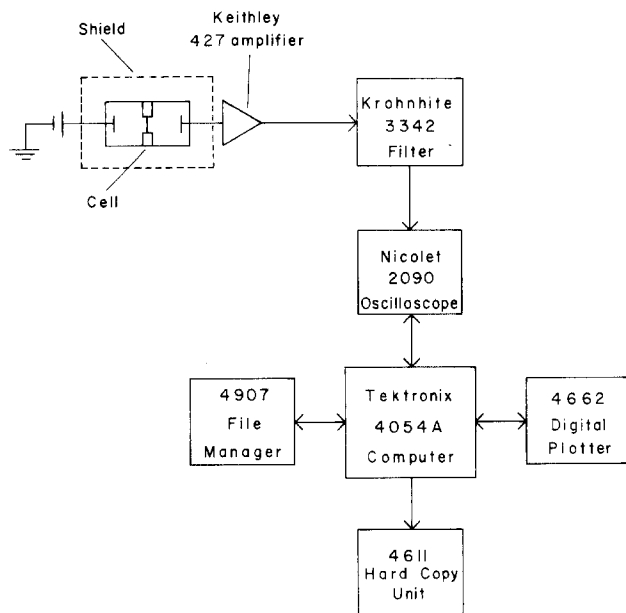 Keithley
427 amplifier
Shield
Cell
Krohnhite
3342
Filter
Nicolet
2090
Oscilloscope
4907
File
Manager
Tektronix
4054A
Computer
4662
Digital
Plotter
4611
Hard Copy
Unit